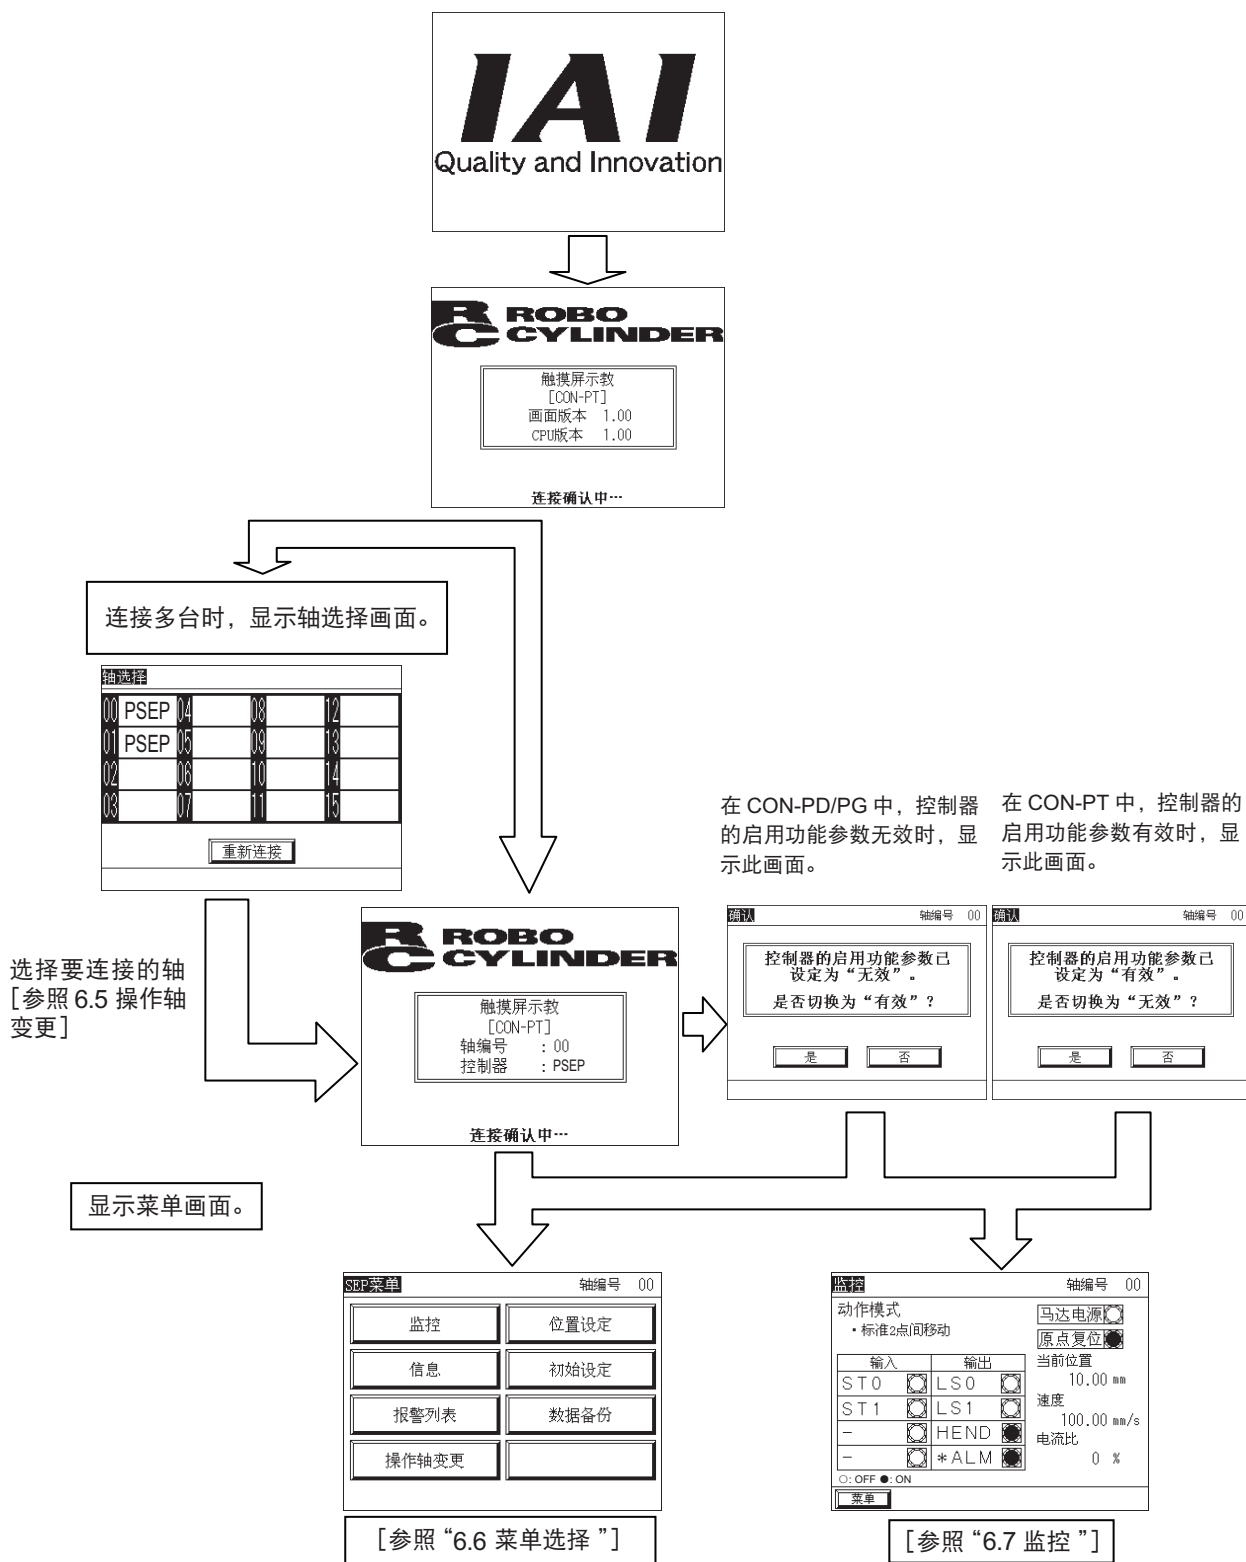 IAI
Quality and Innovation
RC ROBO
CYLINDER
触摸屏示教
[CON-PT]
画面版本 1.00
CPU版本 1.00
连接确认中…
连接多台时，显示轴选择画面。
轴选择
00 PSEP 04 08 12
01 PSEP 05 09 13
02 06 10 14
03 07 11 15
重新连接
选择要连接的轴
［参照 6.5 操作轴
变更］
RC ROBO
CYLINDER
触摸屏示教
[CON-PT]
轴编号 : 00
控制器 : PSEP
连接确认中…
在 CON-PD/PG 中，控制器
的启用功能参数无效时，显
示此画面。
确认 轴编号 00
控制器的启用功能参数己
设定为“无效”。
是否切换为“有效”？
是 否
在 CON-PT 中，控制器的
启用功能参数有效时，显
示此画面。
确认 轴编号 00
控制器的启用功能参数己
设定为“有效”。
是否切换为“无效”？
是 否
显示菜单画面。
SEP菜单 轴编号 00
监控 位置设定
信息 初始设定
报警列表 数据备份
操作轴变更
［参照 “6.6 菜单选择 ”］
监控 轴编号 00
动作模式
・标准2点间移动
输入 输出
ST0 LS0
ST1 LS1
- HEND
- *ALM
○: OFF ●: ON
马达电源
原点复位
当前位置
10.00 mm
速度
100.00 mm/s
电流比
0 %
菜单
［参照 “6.7 监控 ”］